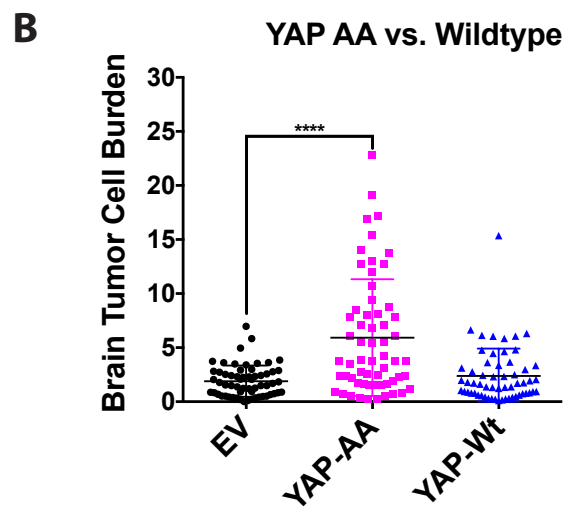 B
YAP AA vs. Wildtype
Brain Tumor Cell Burden
30
25
20
15
10
5
0
****
EV
YAP-AA
YAP-Wt